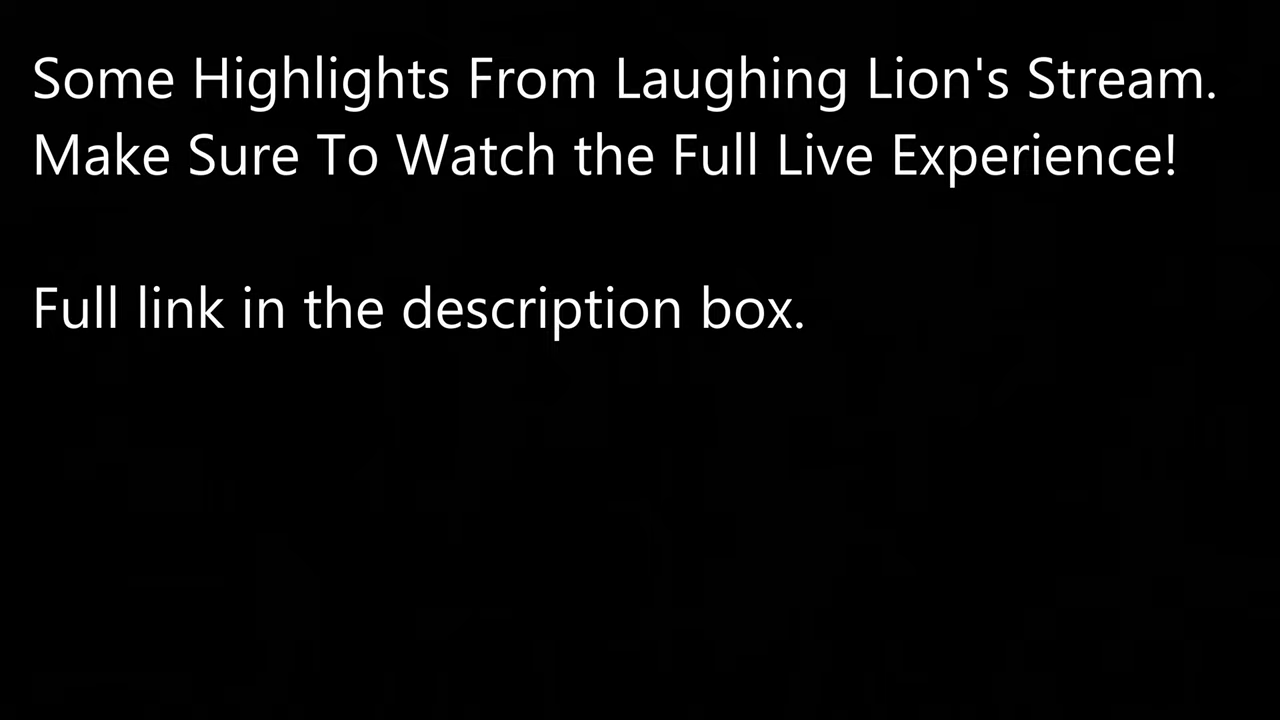 Some Highlights From Laughing Lion's Stream.
Make Sure To Watch the Full Live Experience!
Full link in the description box.